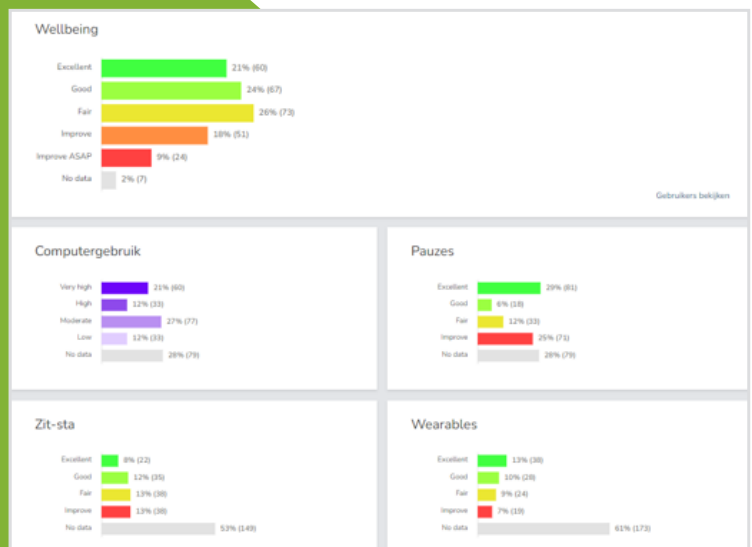 Wellbeing
Excellent 21% (60)
Good 24% (67)
Fair 26% (73)
Improve 18% (51)
Improve ASAP 9% (24)
No data 2% (7)
Gebruikers bekijken
Computergebruik
Very high 21% (60)
High 12% (33)
Moderate 27% (77)
Low 12% (33)
No data 28% (79)
Pauzes
Excellent 29% (81)
Good 6% (18)
Fair 12% (33)
Improve 25% (71)
No data 28% (79)
Zit-sta
Excellent 8% (22)
Good 12% (35)
Fair 13% (38)
Improve 13% (38)
No data 53% (149)
Wearables
Excellent 13% (38)
Good 10% (28)
Fair 9% (24)
Improve 7% (19)
No data 61% (173)